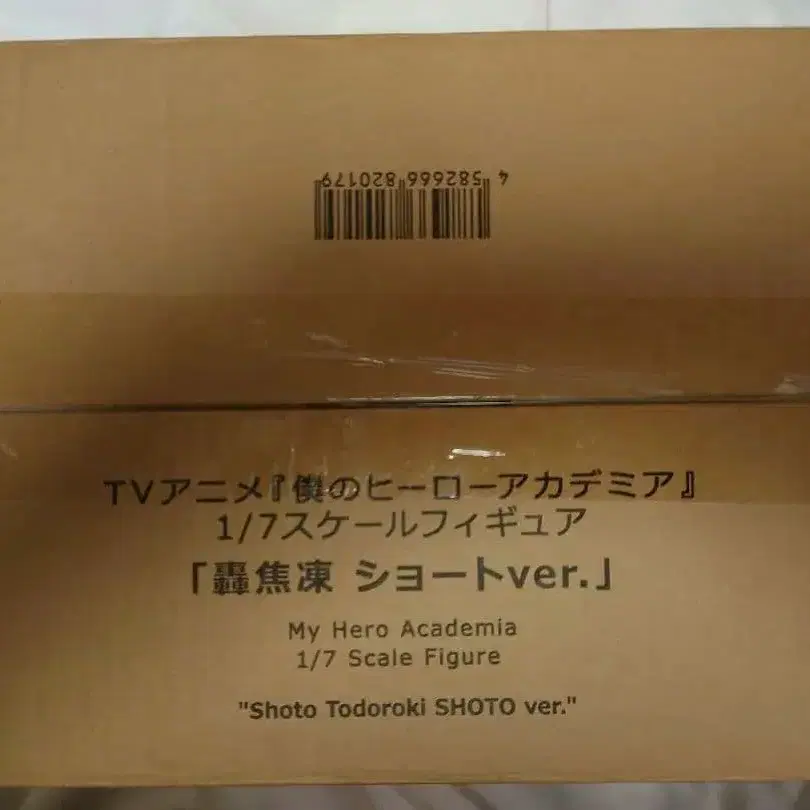 4 582666 820179
TVアニメ『僕のヒーローアカデミア』
1/7スケールフィギュア
「轟焦凍 ショートver.」
My Hero Academia
1/7 Scale Figure
"Shoto Todoroki SHOTO ver."